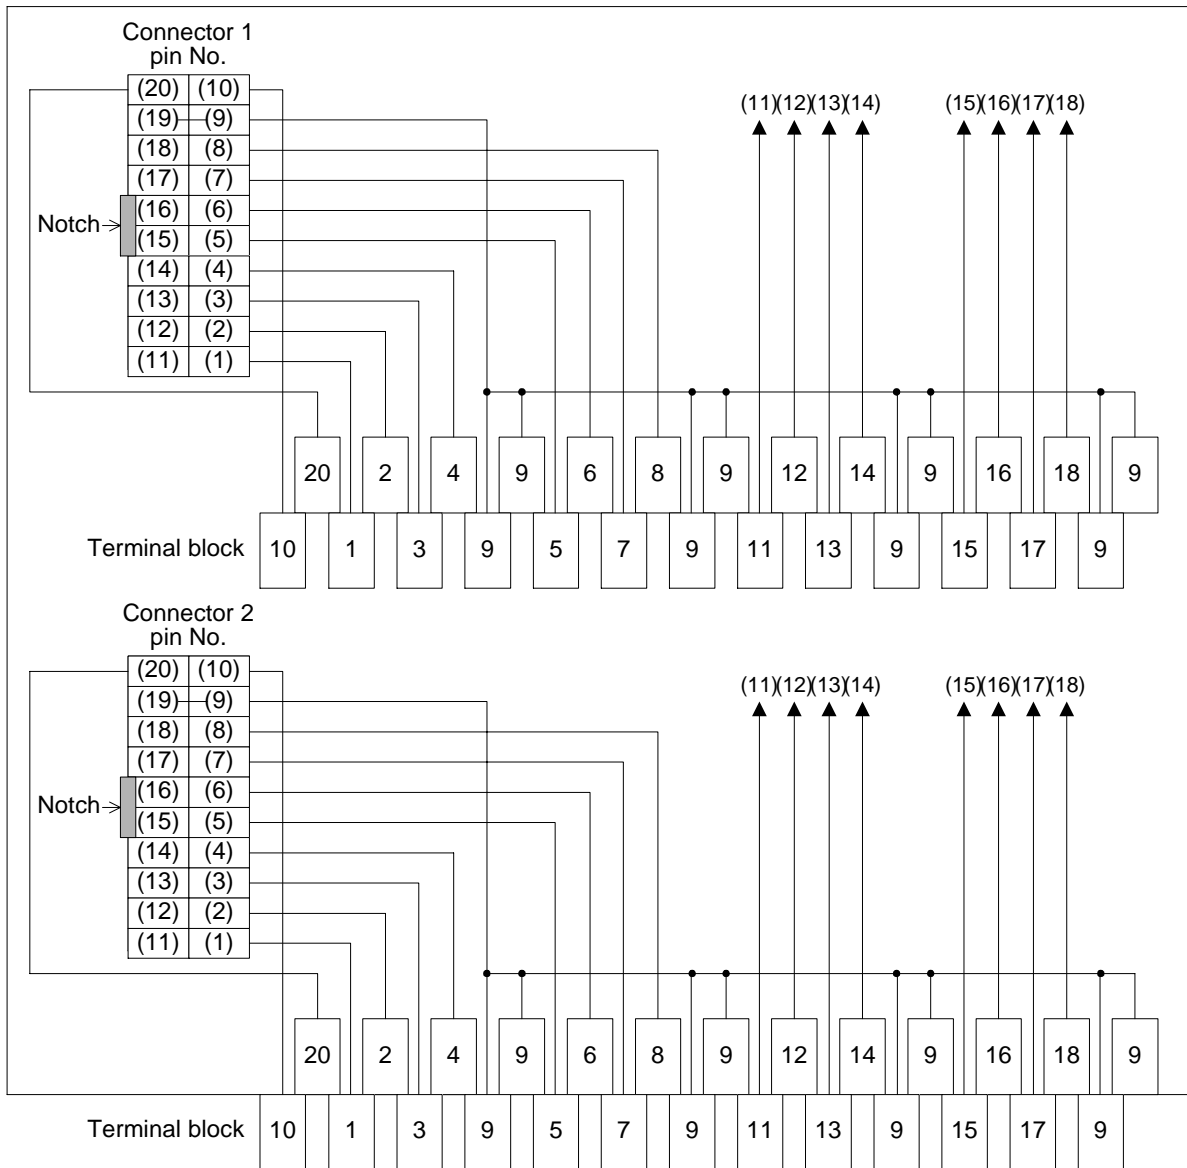 Connector 1
pin No.
(20) (10)
(19) (9)
(18) (8)
(17) (7)
(16) (6)
(15) (5)
(14) (4)
(13) (3)
(12) (2)
(11) (1)
Notch
(11)(12)(13)(14) (15)(16)(17)(18)
20 2 4 9 6 8 9 12 14 9 16 18 9
Terminal block 10 1 3 9 5 7 9 11 13 9 15 17 9
Connector 2
pin No.
(20) (10)
(19) (9)
(18) (8)
(17) (7)
(16) (6)
(15) (5)
(14) (4)
(13) (3)
(12) (2)
(11) (1)
Notch
(11)(12)(13)(14) (15)(16)(17)(18)
20 2 4 9 6 8 9 12 14 9 16 18 9
Terminal block 10 1 3 9 5 7 9 11 13 9 15 17 9